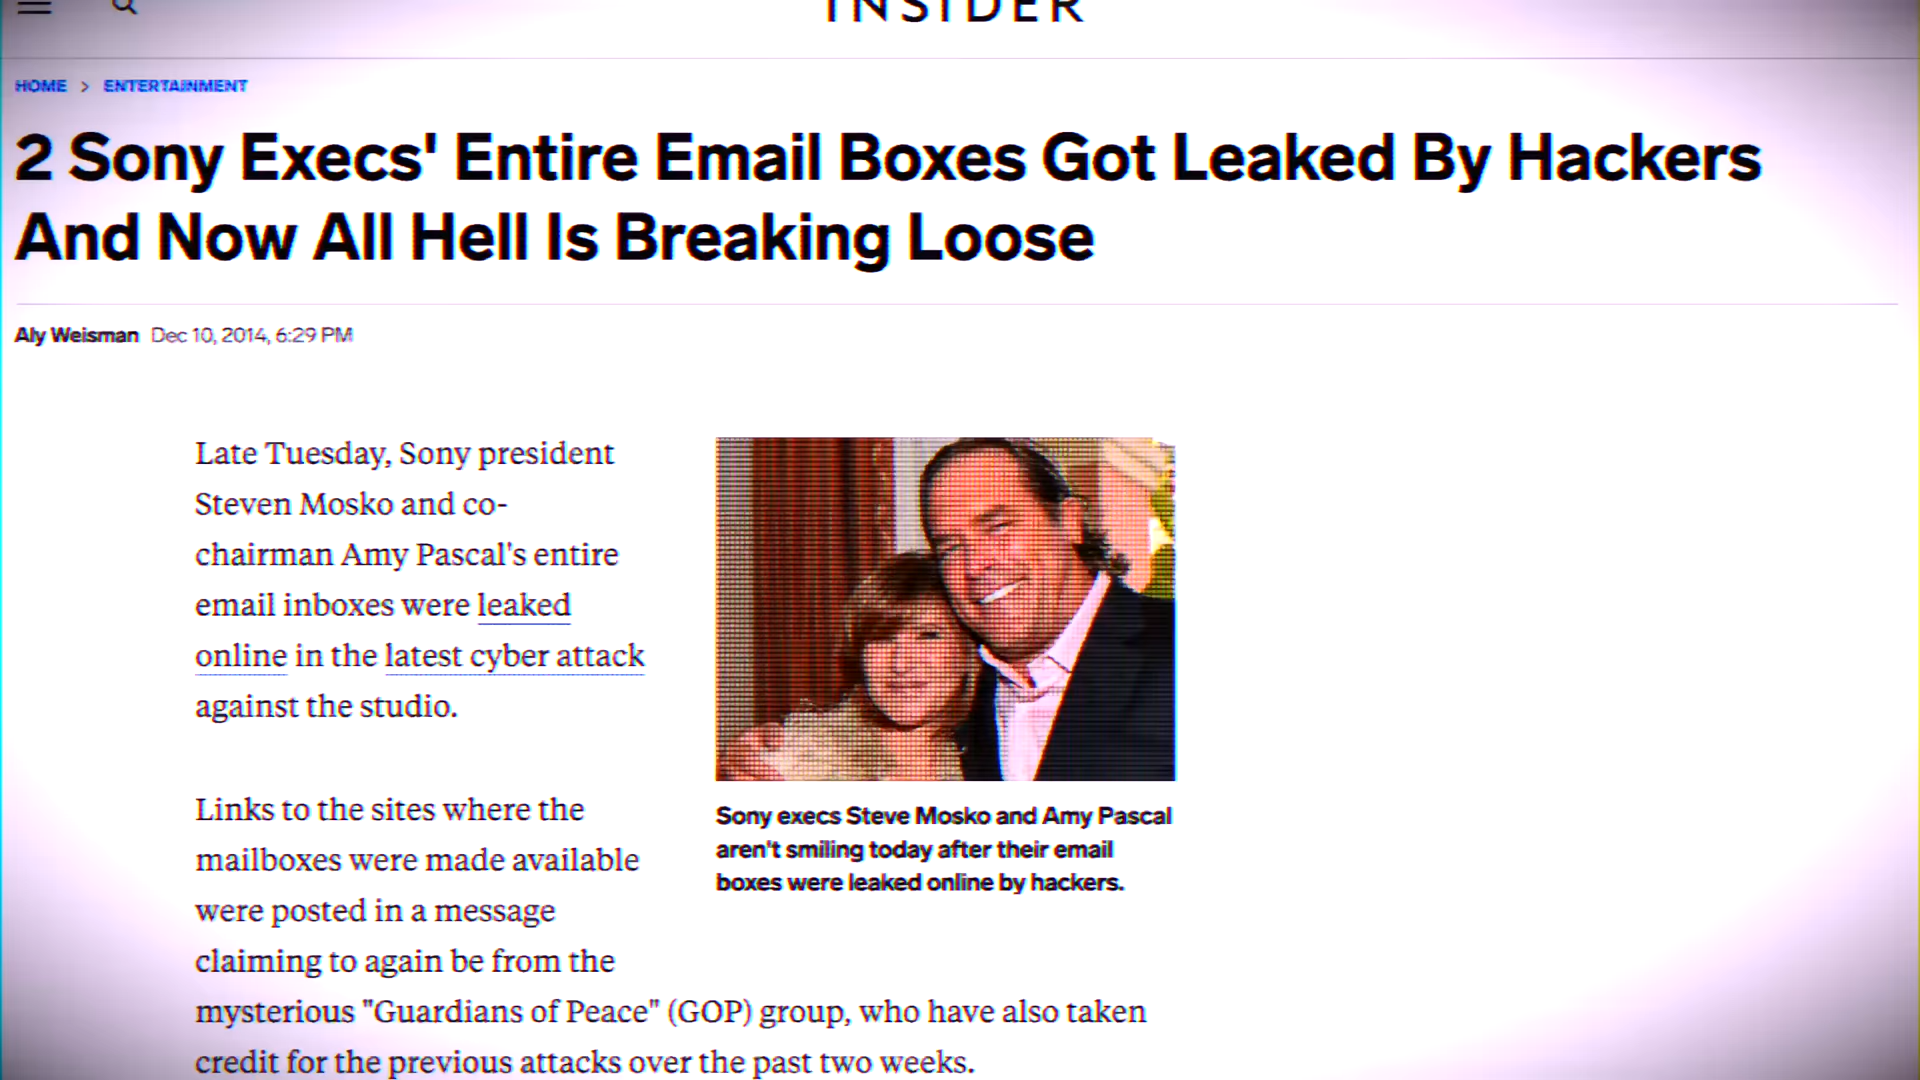 INSIDER
HOME > ENTERTAINMENT
2 Sony Execs' Entire Email Boxes Got Leaked By Hackers
And Now All Hell Is Breaking Loose
Aly Weisman Dec 10, 2014, 6:29 PM
Late Tuesday, Sony president
Steven Mosko and co-
chairman Amy Pascal's entire
email inboxes were leaked
online in the latest cyber attack
against the studio.
Sony execs Steve Mosko and Amy Pascal
aren't smiling today after their email
boxes were leaked online by hackers.
Links to the sites where the
mailboxes were made available
were posted in a message
claiming to again be from the
mysterious "Guardians of Peace" (GOP) group, who have also taken
credit for the previous attacks over the past two weeks.